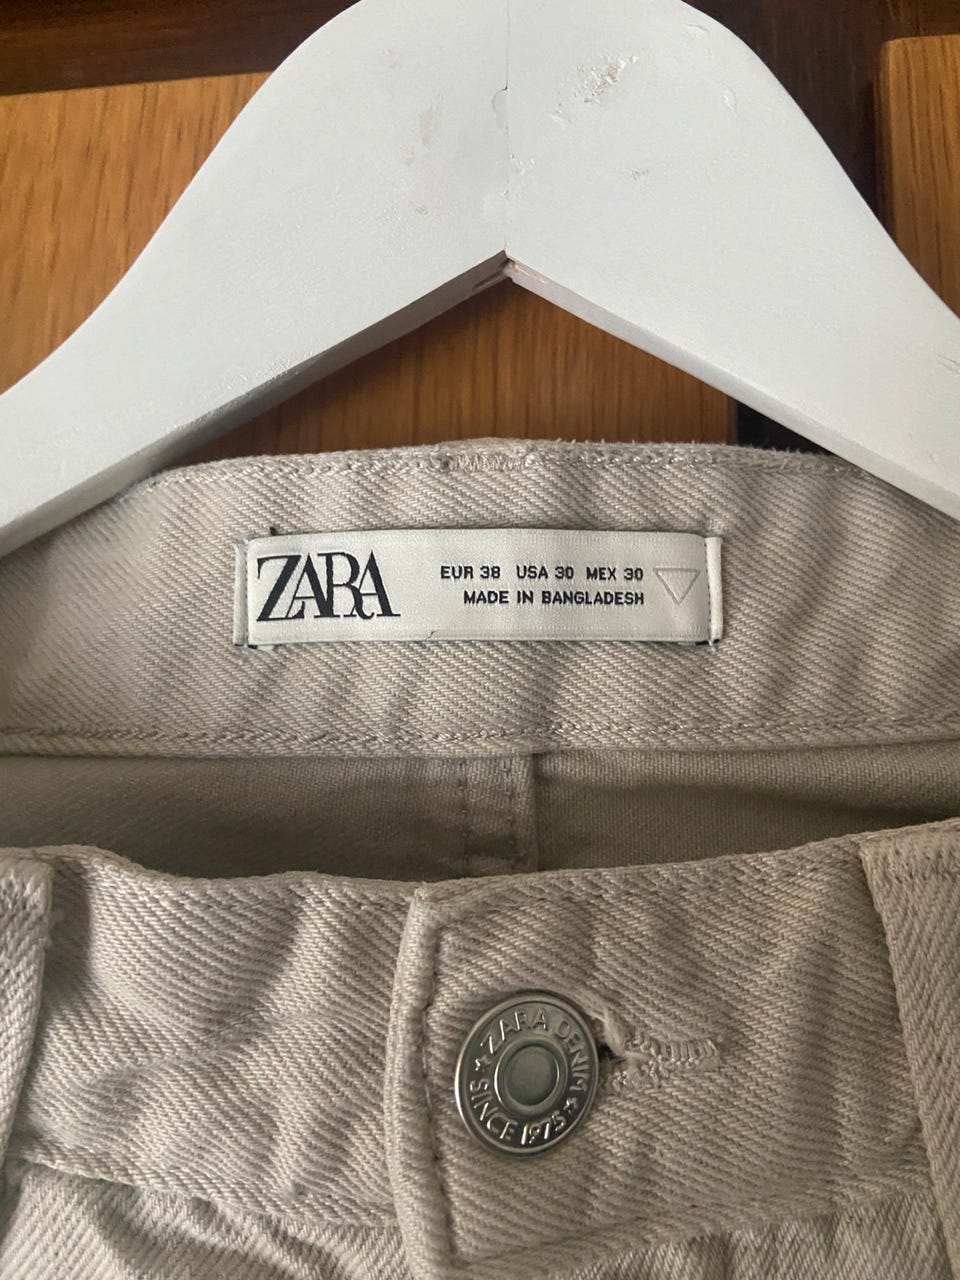 ZARA
EUR 38 USA 30 MEX 30
MADE IN BANGLADESH
★ZARA DENIM★
SINCE 1975